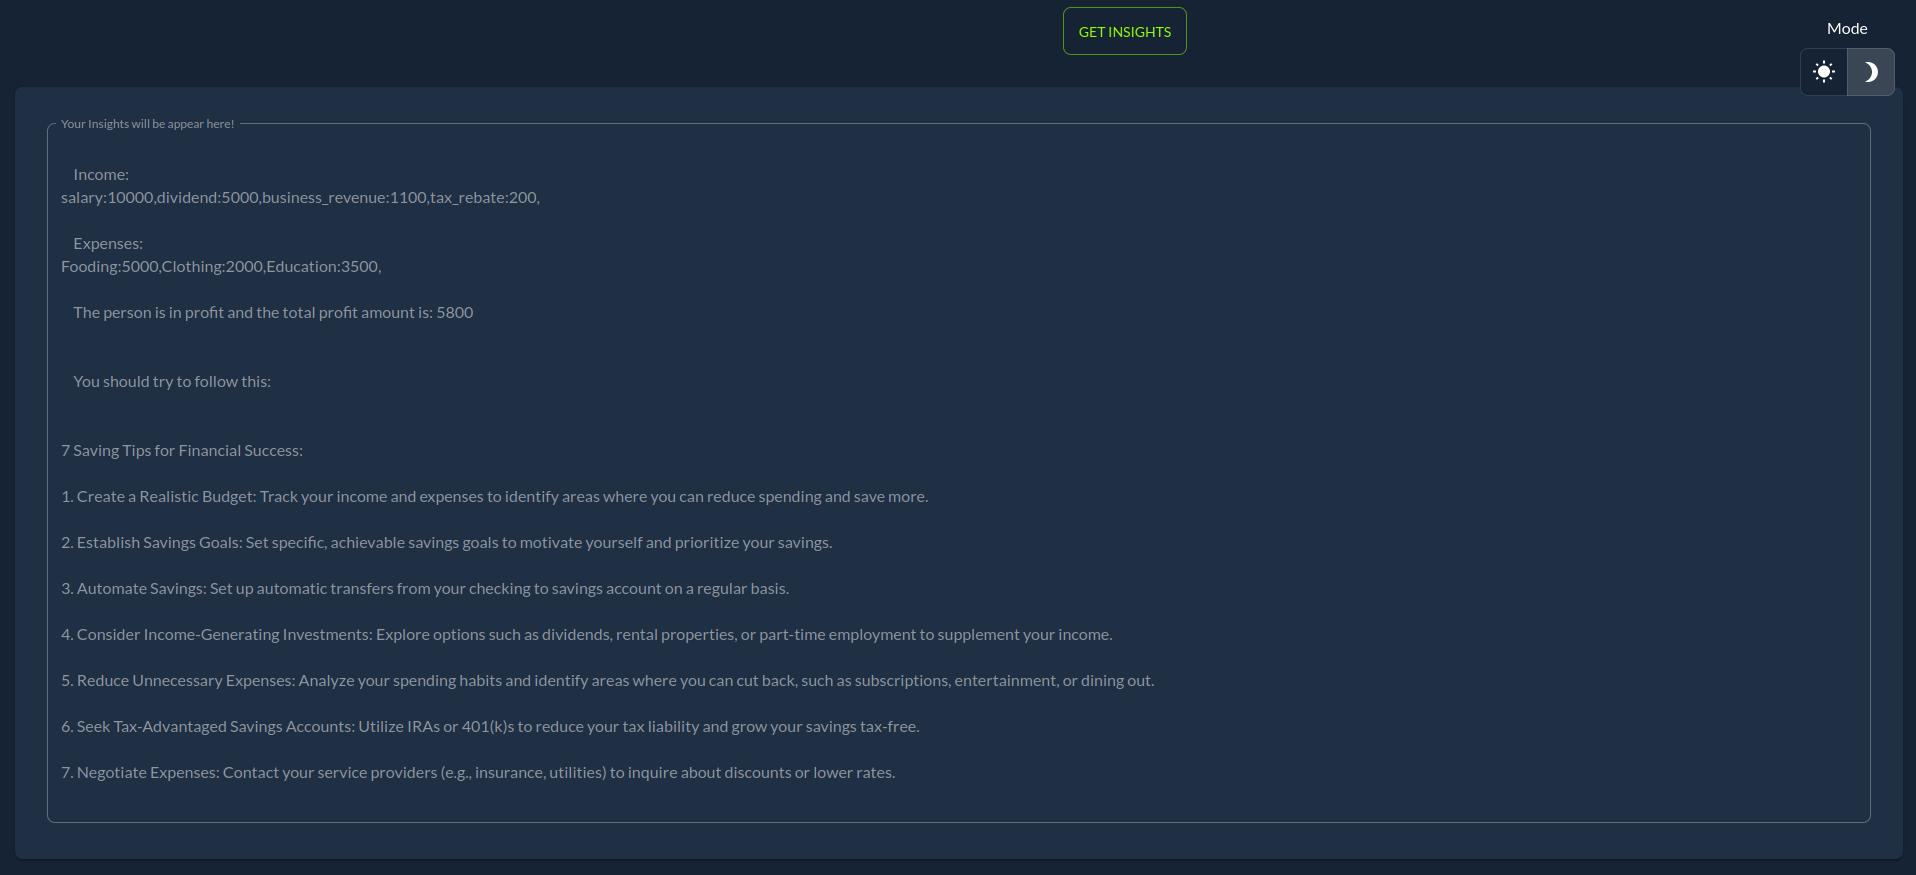 GET INSIGHTS
Mode
Your Insights will be appear here!
Income:
salary:10000,dividend:5000,business_revenue:1100,tax_rebate:200,
Expenses:
Fooding:5000,Clothing:2000,Education:3500,
The person is in profit and the total profit amount is: 5800
You should try to follow this:
7 Saving Tips for Financial Success:
1. Create a Realistic Budget: Track your income and expenses to identify areas where you can reduce spending and save more.
2. Establish Savings Goals: Set specific, achievable savings goals to motivate yourself and prioritize your savings.
3. Automate Savings: Set up automatic transfers from your checking to savings account on a regular basis.
4. Consider Income-Generating Investments: Explore options such as dividends, rental properties, or part-time employment to supplement your income.
5. Reduce Unnecessary Expenses: Analyze your spending habits and identify areas where you can cut back, such as subscriptions, entertainment, or dining out.
6. Seek Tax-Advantaged Savings Accounts: Utilize IRAs or 401(k)s to reduce your tax liability and grow your savings tax-free.
7. Negotiate Expenses: Contact your service providers (e.g., insurance, utilities) to inquire about discounts or lower rates.